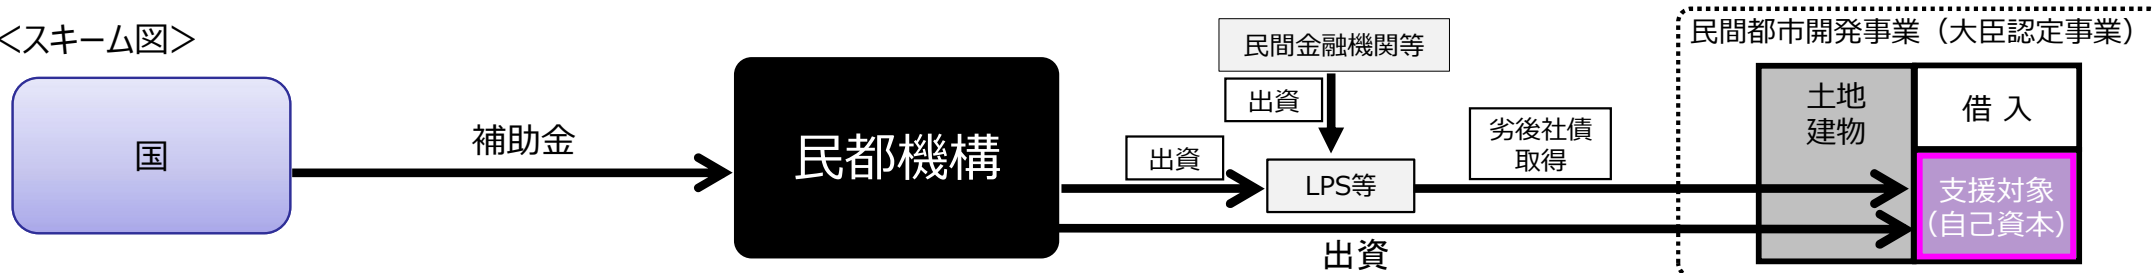 ＜スキーム図＞
国
補助金
民都機構
民間金融機関等
出資
出資
LPS等
劣後社債
取得
出資
民間都市開発事業（大臣認定事業）
土地
建物
借 入
支援対象
（自己資本）